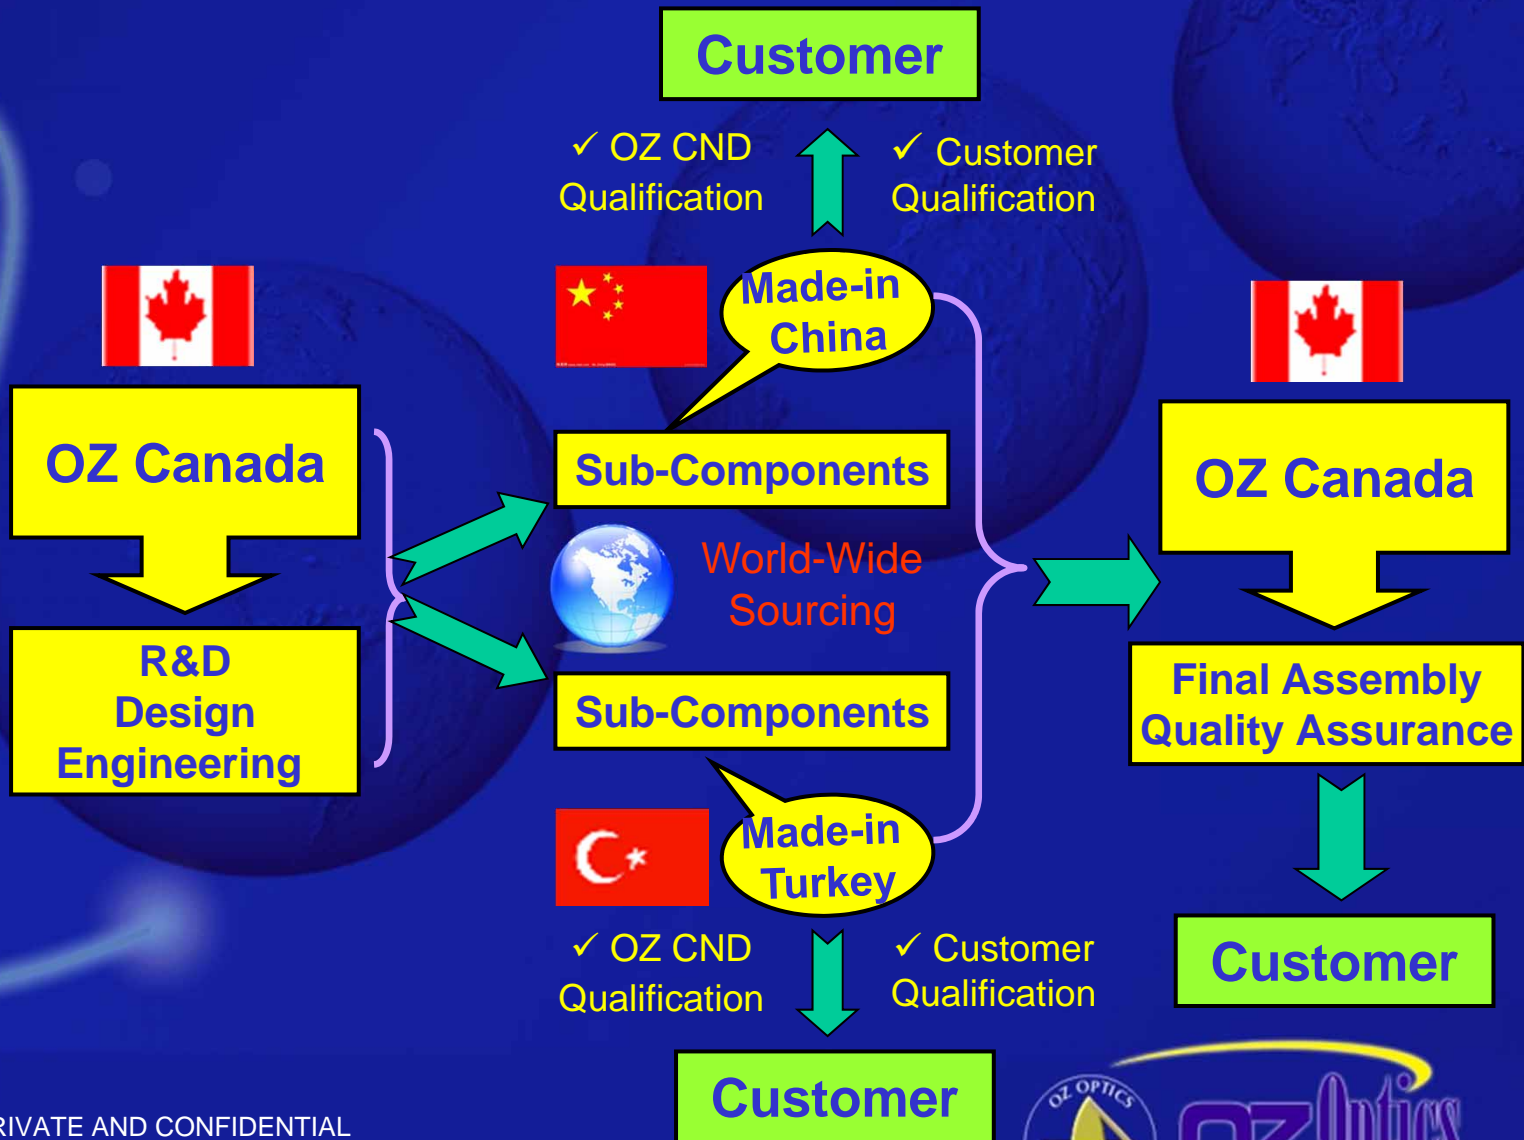 Customer
✓ OZ CND
Qualification
✓ Customer
Qualification
Made-in
China
OZ Canada
Sub-Components
OZ Canada
World-Wide
Sourcing
R&D
Design
Engineering
Sub-Components
Final Assembly
Quality Assurance
Made-in
Turkey
✓ OZ CND
Qualification
✓ Customer
Qualification
Customer
Customer
RIVATE AND CONFIDENTIAL
OZ OPTICS
OZ Optics